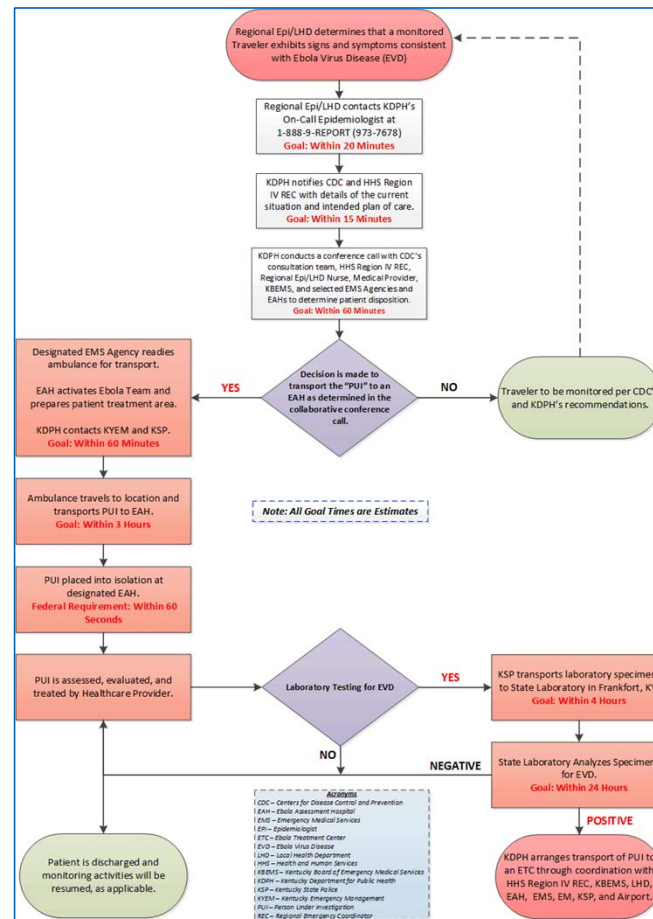 Regional Epi/LHD determines that a monitored
Traveler exhibits signs and symptoms consistent
with Ebola Virus Disease (EVD)
Regional Epi/LHD contacts KDPH's
On-Call Epidemiologist at
1-888-9-REPORT (973-7678)
Goal: Within 20 Minutes
KDPH notifies CDC and HHS Region
IV REC with details of the current
situation and intended plan of care.
Goal: Within 15 Minutes
KDPH conducts a conference call with CDC's
consultation team, HHS Region IV REC,
Regional Epi/LHD Nurse, Medical Provider,
KBEMS, and selected EMS Agencies and
EAHs to determine patient disposition.
Goal: Within 60 Minutes
Decision is made to
transport the "PUI" to an
EAH as determined in the
collaborative conference
call.
YES
NO
Designated EMS Agency readies
ambulance for transport.
EAH activates Ebola Team and
prepares patient treatment area.
KDPH contacts KYEM and KSP.
Goal: Within 60 Minutes
Traveler to be monitored per CDC'
and KDPH's recommendations.
Ambulance travels to location and
transports PUI to EAH.
Goal: Within 3 Hours
Note: All Goal Times are Estimates
PUI placed into isolation at
designated EAH.
Federal Requirement: Within 60
Seconds
PUI is assessed, evaluated, and
treated by Healthcare Provider.
Laboratory Testing for EVD
YES
KSP transports laboratory specimen
to State Laboratory in Frankfort, KY
Goal: Within 4 Hours
NO
NEGATIVE
State Laboratory Analyzes Specimen
for EVD.
Goal: Within 24 Hours
POSITIVE
KDPH arranges transport of PUI to
an ETC through coordination with
HHS Region IV REC, KBEMS, LHD,
EAH, EMS, EM, KSP, and Airport.
Patient is discharged and
monitoring activities will be
resumed, as applicable.
Acronyms
CDC – Centers for Disease Control and Prevention
EAH – Ebola Assessment Hospital
EMS – Emergency Medical Services
EPI – Epidemiologist
ETC – Ebola Treatment Center
EVD – Ebola Virus Disease
LHD – Local Health Department
HHS – Health and Human Services
KBEMS – Kentucky Board of Emergency Medical Services
KDPH – Kentucky Department for Public Health
KSP – Kentucky State Police
KYEM – Kentucky Emergency Management
PUI – Person Under Investigation
REC – Regional Emergency Coordinator